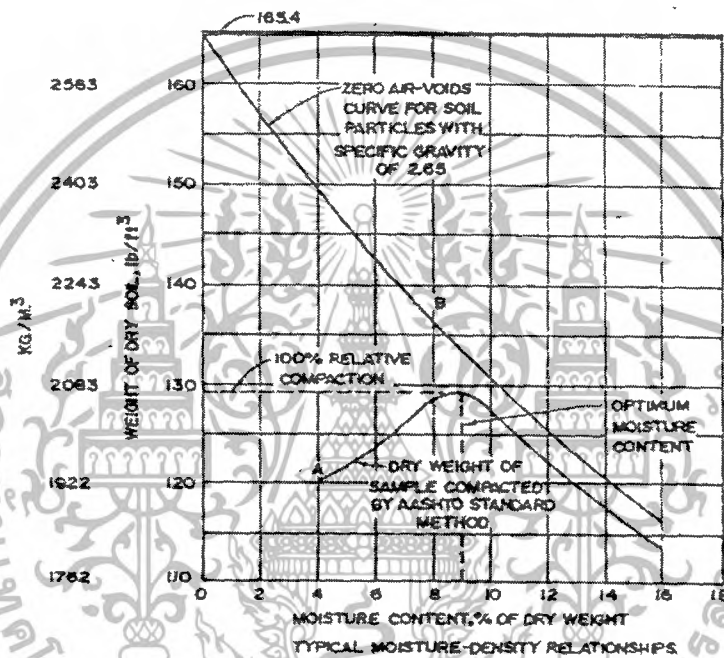 165.4
ZERO AIR-VOIDS
CURVE FOR SOIL
PARTICLES WITH
SPECIFIC GRAVITY
OF 2.65
KG./M.³
2563
2403
2243
2083
1922
1762
WEIGHT OF DRY SOIL, lb/ft³
160
150
140
130
120
110
B
100% RELATIVE
COMPACTION
OPTIMUM
MOISTURE
CONTENT
A
DRY WEIGHT OF
SAMPLE COMPACTED
BY AASHTO STANDARD
METHOD
0 2 4 6 8 10 12 14 16 18
MOISTURE CONTENT, % OF DRY WEIGHT
TYPICAL MOISTURE-DENSITY RELATIONSHIPS